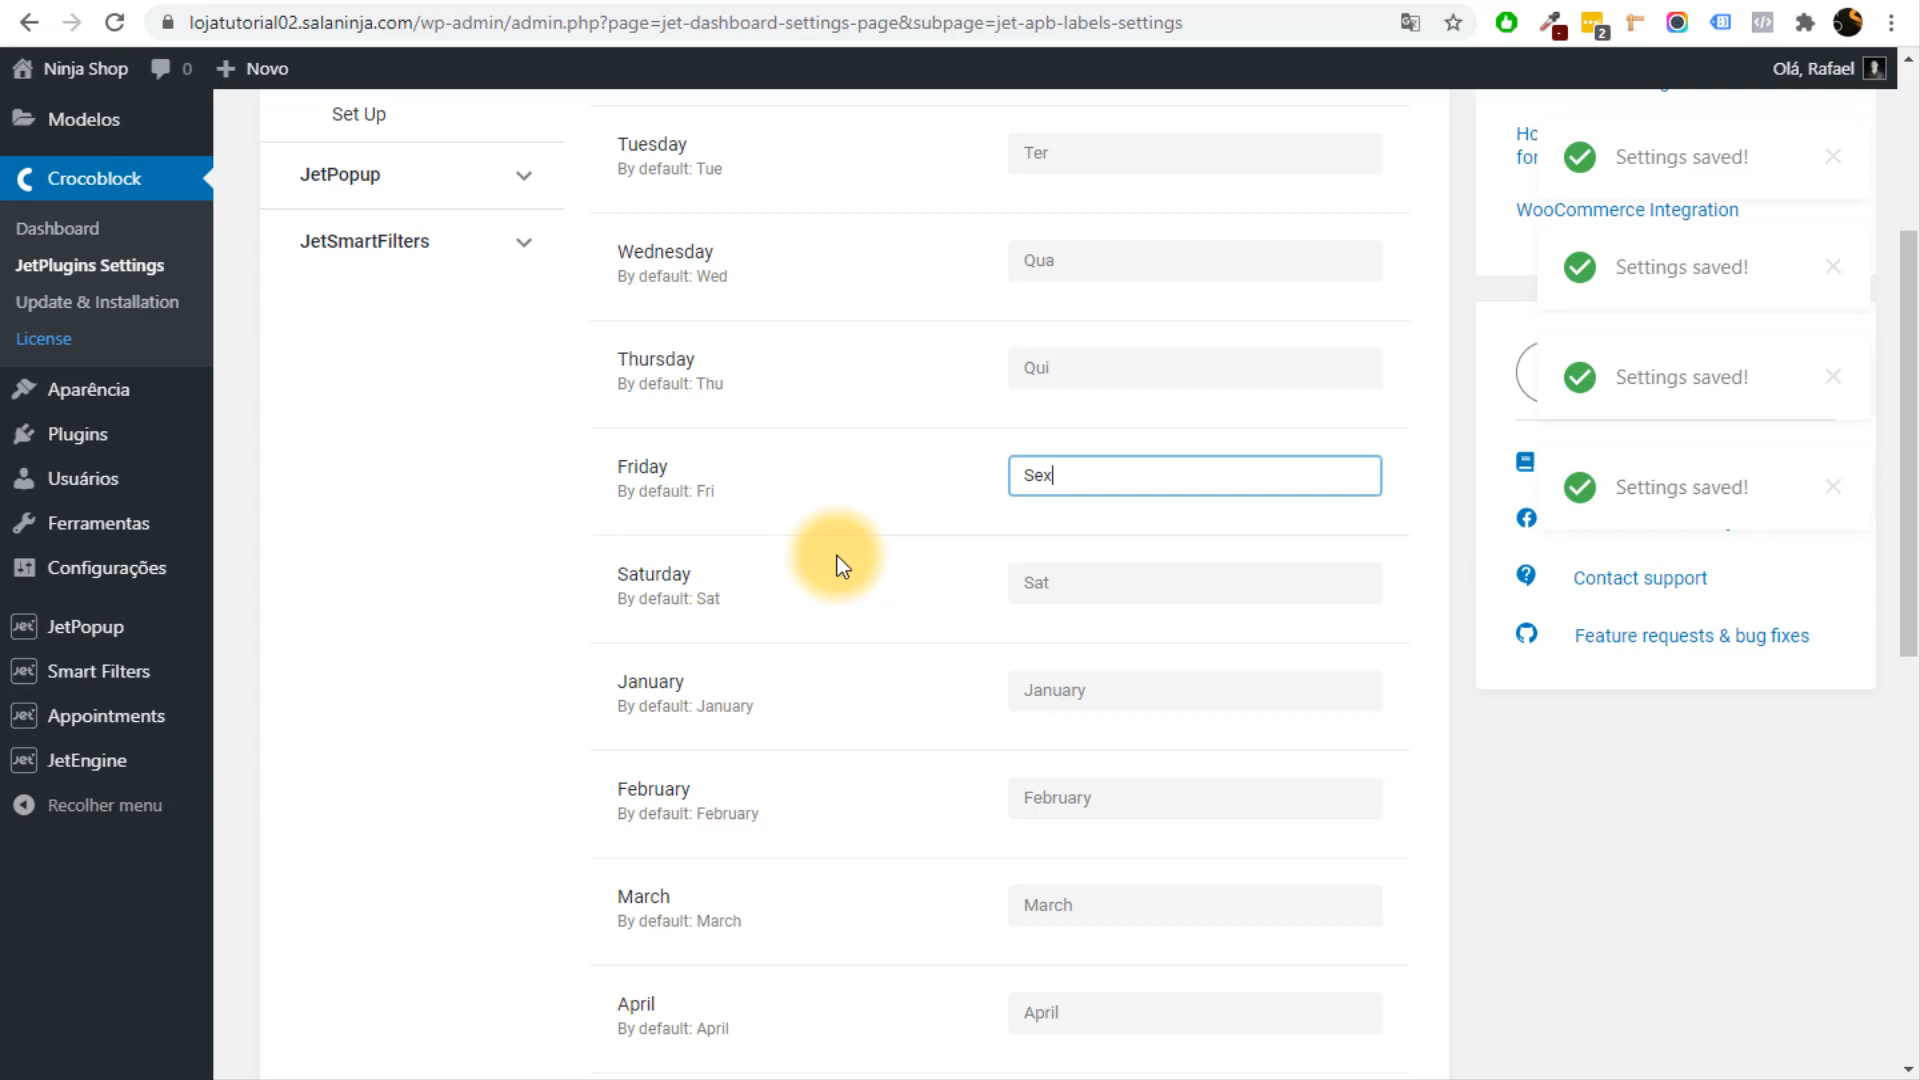 lojatutorial02.salaninja.com/wp-admin/admin.php?page=jet-dashboard-settings-page&subpage=jet-apb-labels-settings
2
Ninja Shop
0
Novo
Olá, Rafael
Modelos
Crocoblock
Dashboard
JetPlugins Settings
Update & Installation
License
Aparência
Plugins
Usuários
Ferramentas
Configurações
JetPopup
Smart Filters
Appointments
JetEngine
Recolher menu
Set Up
JetPopup
JetSmartFilters
Tuesday
By default: Tue
Ter
Wednesday
By default: Wed
Qua
Thursday
By default: Thu
Qui
Friday
By default: Fri
Sex
Saturday
By default: Sat
Sat
January
By default: January
January
February
By default: February
February
March
By default: March
March
April
By default: April
April
for
WooCommerce Integration
Settings saved!
Settings saved!
Settings saved!
Settings saved!
Contact support
Feature requests & bug fixes